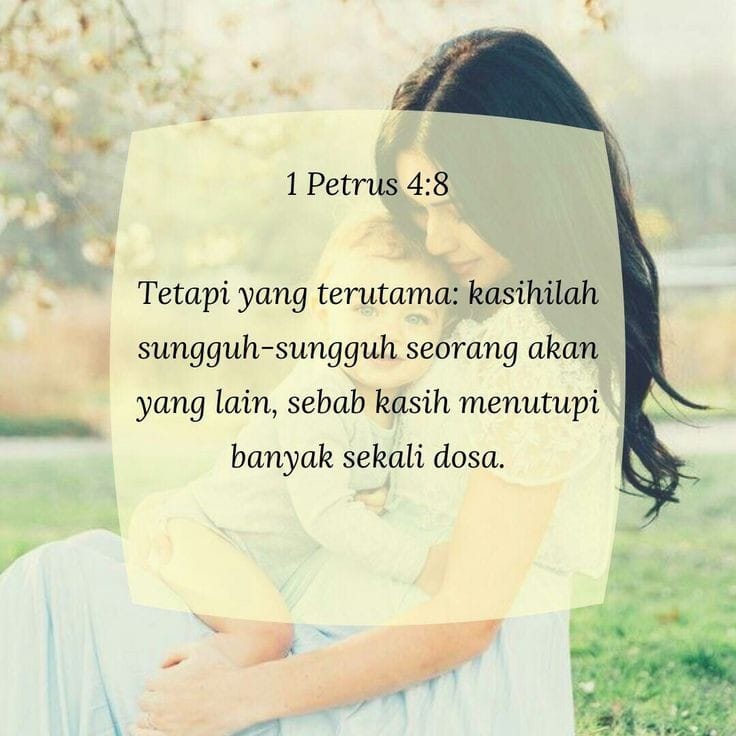 1 Petrus 4:8
Tetapi yang terutama: kasihilah
sungguh-sungguh seorang akan
yang lain, sebab kasih menutupi
banyak sekali dosa.